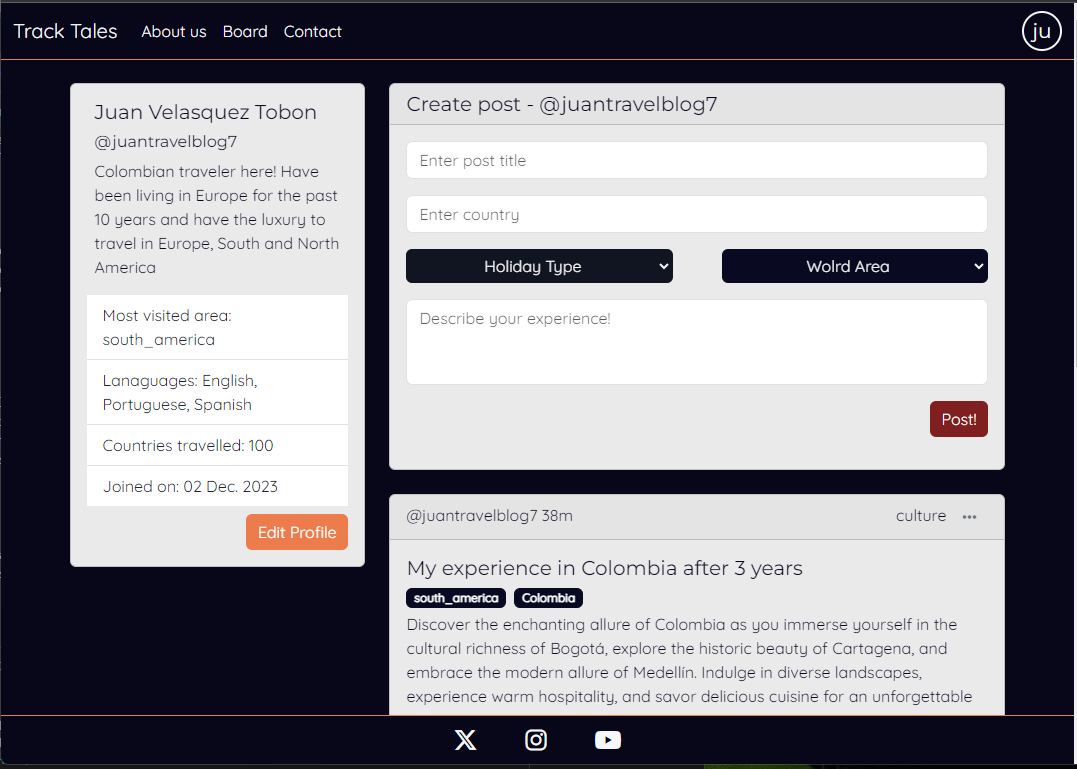 Track Tales About us Board Contact ju
Juan Velasquez Tobon
@juantravelblog7
Colombian traveler here! Have
been living in Europe for the past
10 years and have the luxury to
travel in Europe, South and North
America
Most visited area:
south_america
Lanaguages: English,
Portuguese, Spanish
Countries travelled: 100
Joined on: 02 Dec. 2023
Edit Profile
Create post - @juantravelblog7
Enter post title
Enter country
Holiday Type Wolrd Area
Describe your experience!
Post!
@juantravelblog7 38m culture
My experience in Colombia after 3 years
south_america Colombia
Discover the enchanting allure of Colombia as you immerse yourself in the
cultural richness of Bogotá, explore the historic beauty of Cartagena, and
embrace the modern allure of Medellín. Indulge in diverse landscapes,
experience warm hospitality, and savor delicious cuisine for an unforgettable